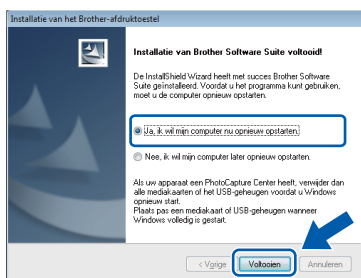 Installatie van het Brother-afdruktoestel
Installatie van Brother Software Suite voltooid!
De InstallShield Wizard heeft met succes Brother Software
Suite geïnstalleerd. Voordat u het programma kunt gebruiken,
moet u de computer opnieuw opstarten.
Ja, ik wil mijn computer nu opnieuw opstarten.
Nee, ik wil mijn computer later opnieuw opstarten.
Als uw apparaat een PhotoCapture Center heeft, verwijder dan
alle mediakaarten of het USB-geheugen voordat u Windows
opnieuw start.
Plaats pas een mediakaart of USB-geheugen wanneer
Windows volledig is gestart.
< Vorige
Voltooien
Annuleren